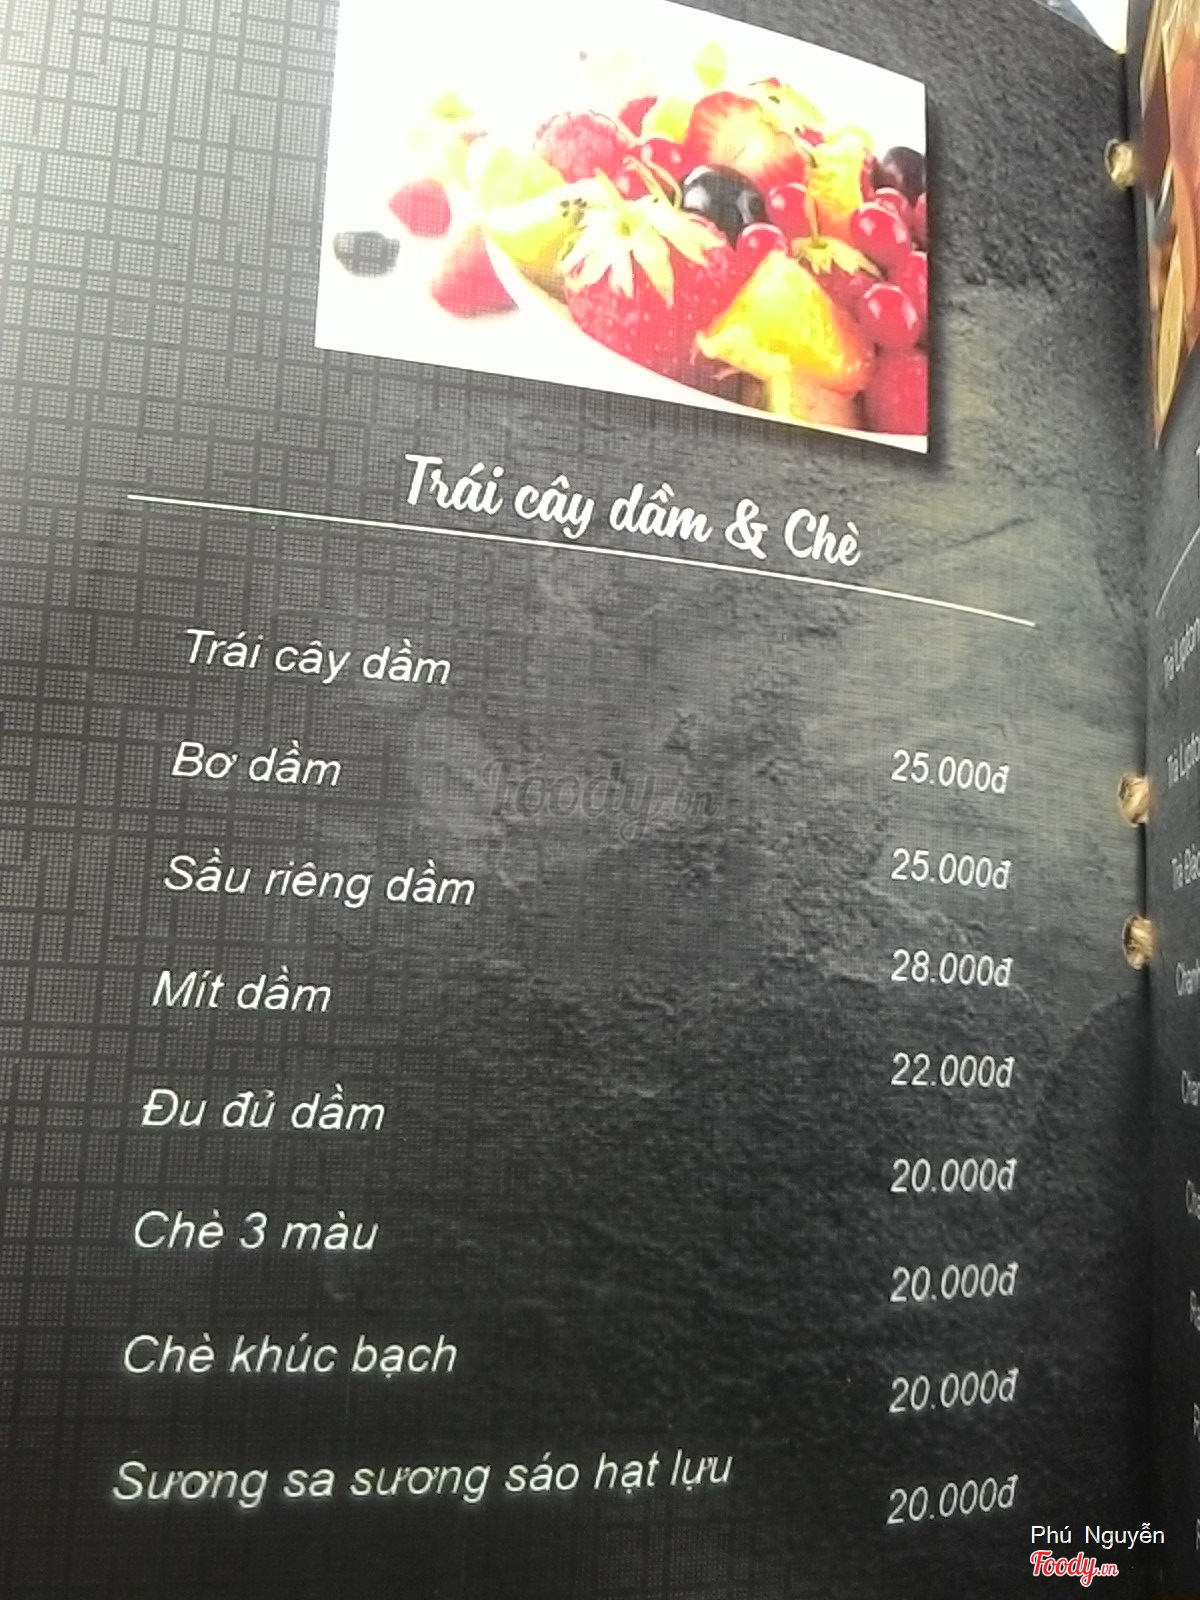 Trái cây dầm & Chè
Trái cây dầm 25.000đ
Bơ dầm 25.000đ
Sầu riêng dầm 28.000đ
Mít dầm 22.000đ
Đu đủ dầm 20.000đ
Chè 3 màu 20.000đ
Chè khúc bạch 20.000đ
Sương sa sương sáo hạt lựu 20.000đ
Foody.vn
Phú Nguyễn
Foody.vn